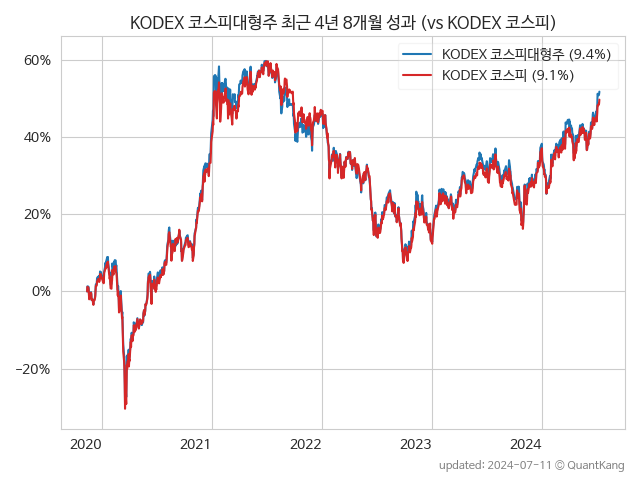 KODEX 코스피대형주 최근 4년 8개월 성과 (vs KODEX 코스피)
KODEX 코스피대형주 (9.4%)
KODEX 코스피 (9.1%)
60%
40%
20%
0%
−20%
2020 2021 2022 2023 2024
updated: 2024-07-11 © QuantKang